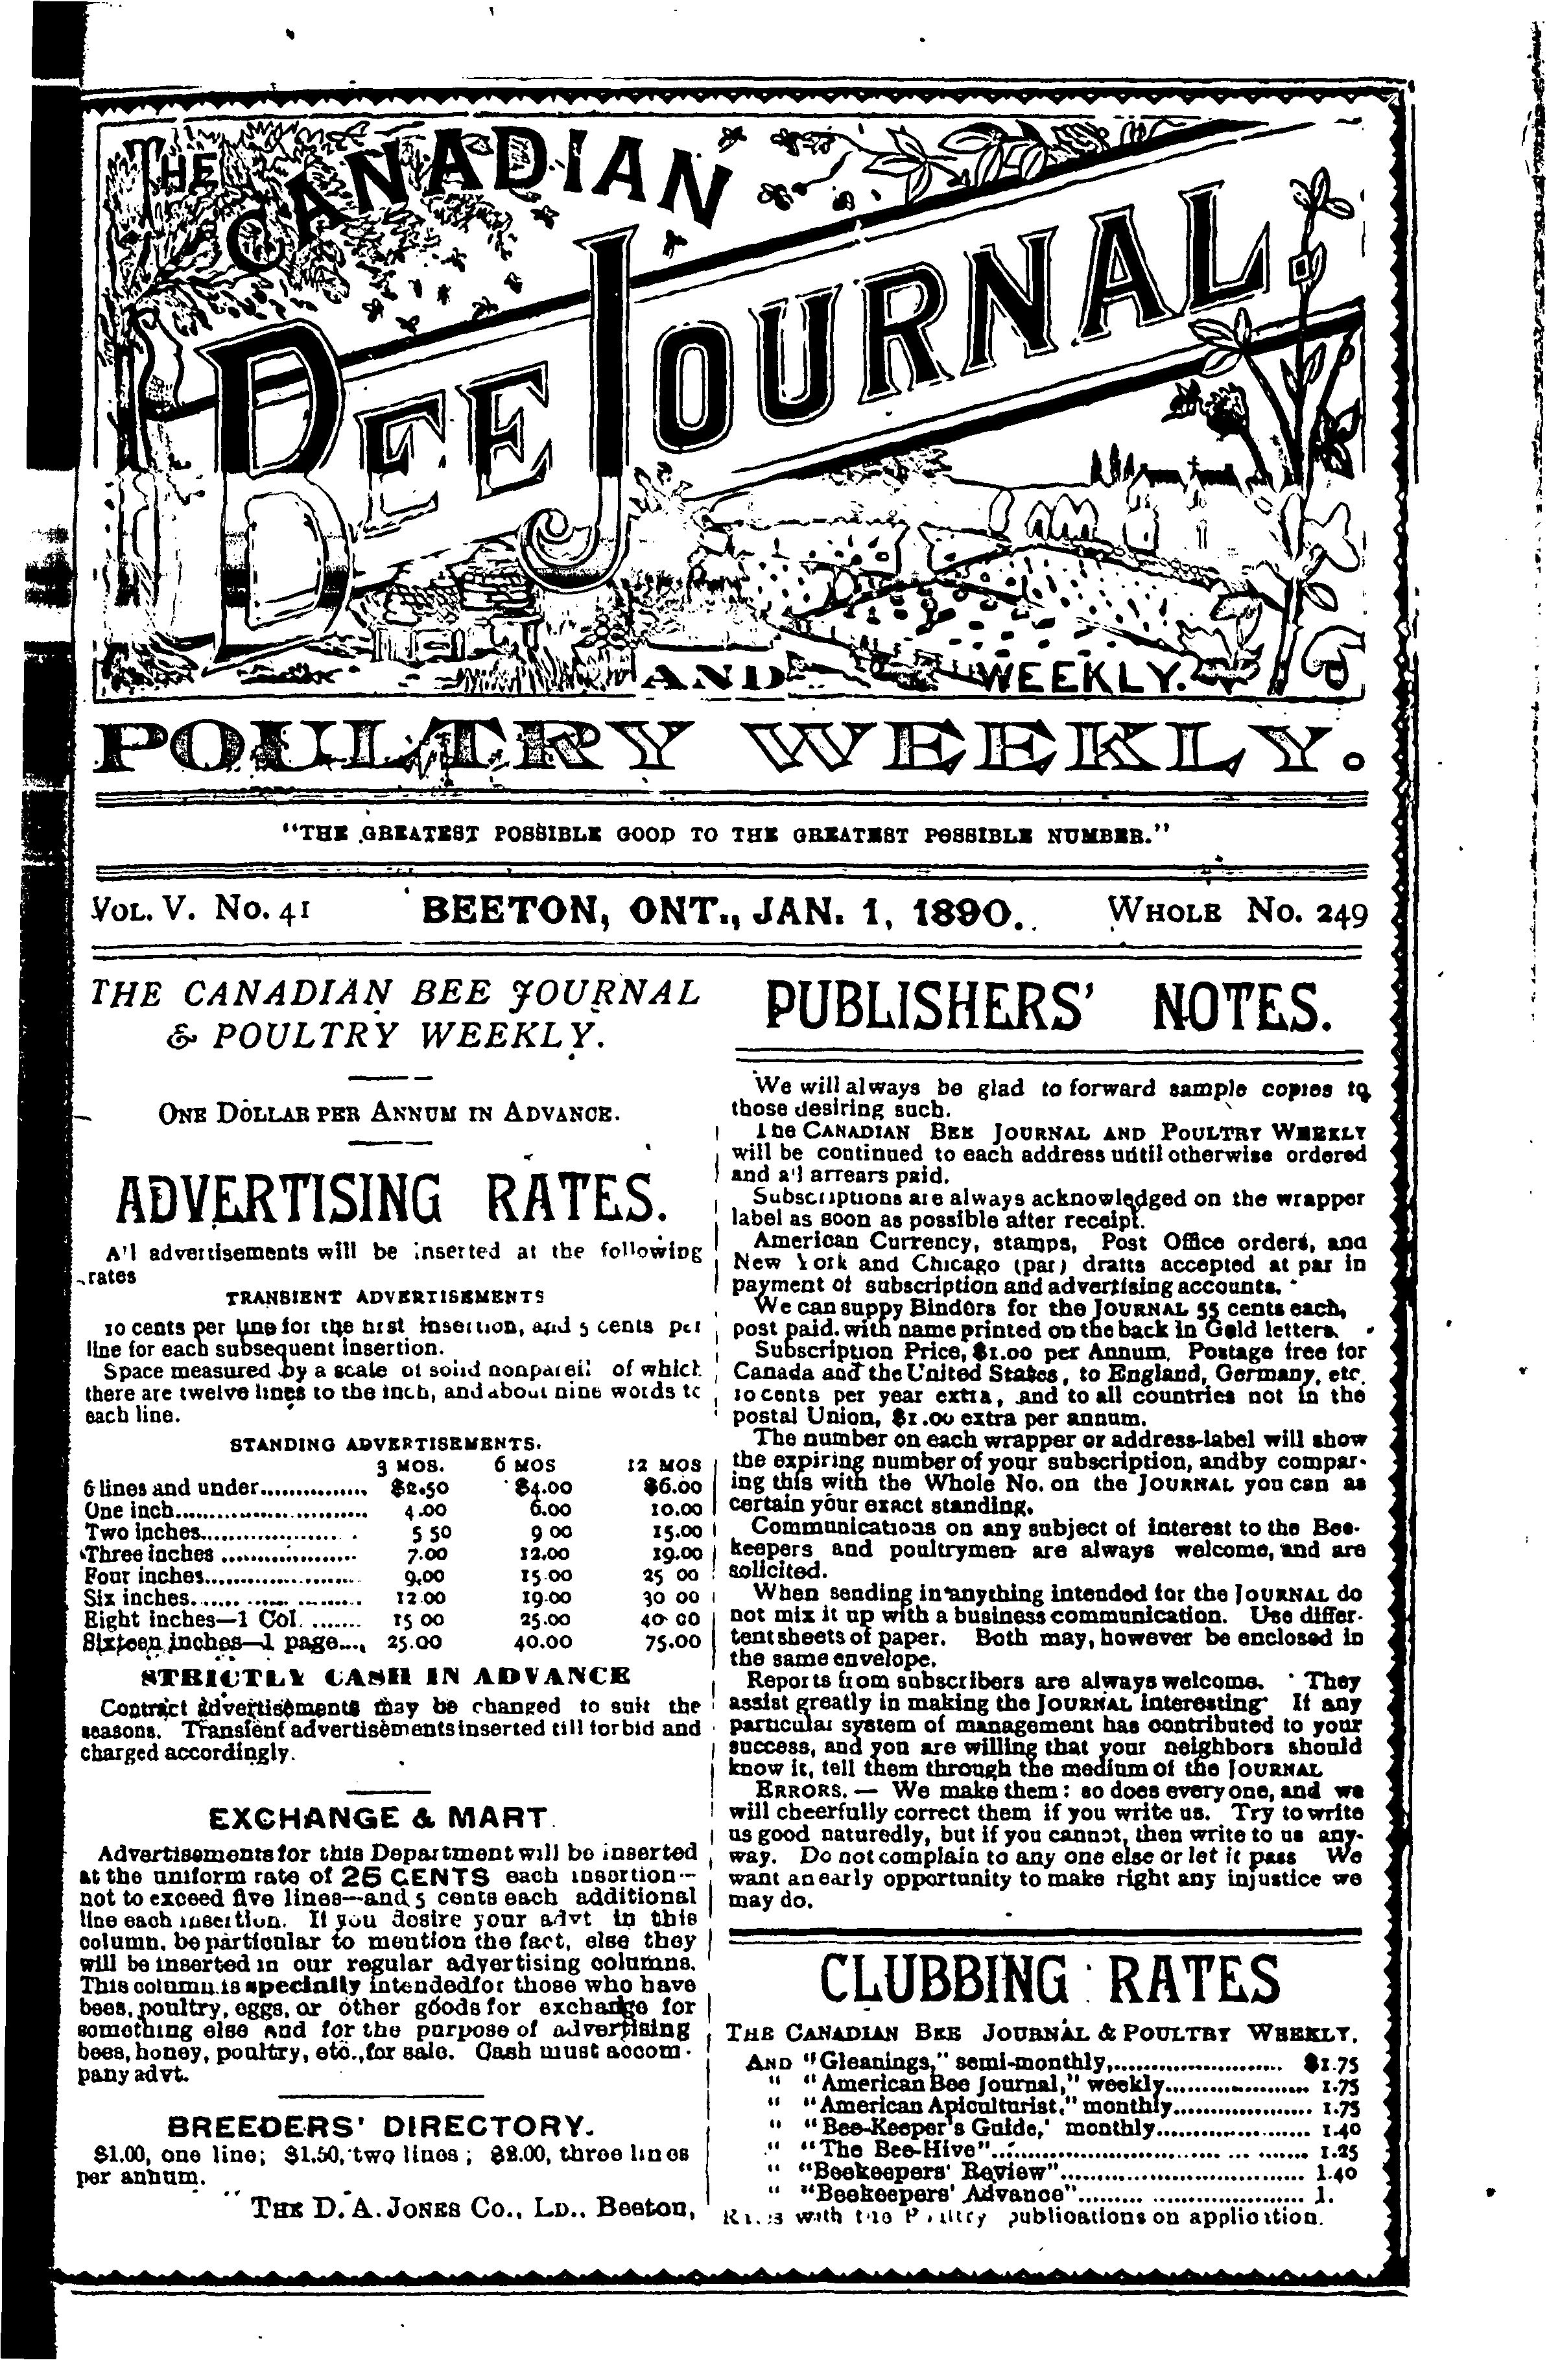 THE
CANADIAN
BEE JOURNAL
AND WEEKLY.
POULTRY WEEKLY.
"THE GREATEST POSSIBLE GOOD TO THE GREATEST POSSIBLE NUMBER."
VOL. V. No. 41 BEETON, ONT., JAN. 1, 1890. WHOLE No. 249
THE CANADIAN BEE JOURNAL
& POULTRY WEEKLY.
ONE DOLLAR PER ANNUM IN ADVANCE.
ADVERTISING RATES.
All advertisements will be inserted at the following
rates
TRANSIENT ADVERTISEMENTS
10 cents per line for the first insertion, and 5 cents per
line for each subsequent insertion.
Space measured by a scale of solid nonpareil of which
there are twelve lines to the inch, and about nine words to
each line.
STANDING ADVERTISEMENTS.
3 MOS. 6 MOS 12 MOS
6 lines and under............... $2.50 $4.00 $6.00
One inch........................... 4.00 6.00 10.00
Two inches..................... 5 50 9 00 15.00
Three inches ................... 7.00 12.00 19.00
Four inches...................... 9.00 15.00 25 00
Six inches....... ...... ......... 12.00 19.00 30 00
Eight inches—1 Col. ....... 15 00 25.00 40 00
Sixteen inches—1 page.... 25.00 40.00 75.00
STRICTLY CASH IN ADVANCE
Contract advertisements may be changed to suit the
seasons. Transient advertisements inserted till forbid and
charged accordingly.
EXCHANGE & MART.
Advertisements for this Department will be inserted
at the uniform rate of 25 CENTS each insertion—
not to exceed five lines—and 5 cents each additional
line each insertion. If you desire your advt in this
column, be particular to mention the fact, else they
will be inserted in our regular advertising columns.
This column is specially intended for those who have
bees, poultry, eggs, or other goods for exchange for
something else and for the purpose of advertising
bees, honey, poultry, etc., for sale. Cash must accom-
pany advt.
BREEDERS' DIRECTORY.
$1.00, one line; $1.50, two lines; $2.00, three lines
per annum.
THE D. A. JONES CO., LD., Beeton,
PUBLISHERS' NOTES.
We will always be glad to forward sample copies to
those desiring such.
The CANADIAN BEE JOURNAL AND POULTRY WEEKLY
will be continued to each address until otherwise ordered
and all arrears paid.
Subscriptions are always acknowledged on the wrapper
label as soon as possible after receipt.
American Currency, stamps, Post Office orders, and
New York and Chicago (par) drafts accepted at par in
payment of subscription and advertising accounts.
We can suppy Binders for the JOURNAL 55 cents each,
post paid, with name printed on the back in Gold letters.
Subscription Price, $1.00 per Annum. Postage free for
Canada and the United States, to England, Germany, etc,
10 cents per year extra, and to all countries not in the
postal Union, $1.00 extra per annum.
The number on each wrapper or address-label will show
the expiring number of your subscription, andby compar-
ing this with the Whole No. on the JOURNAL you can as
certain your exact standing.
Communications on any subject of interest to the Bee-
keepers and poultrymen are always welcome, and are
solicited.
When sending in anything intended for the JOURNAL do
not mix it up with a business communication. Use differ-
tent sheets of paper. Both may, however be enclosed in
the same envelope.
Reports from subscribers are always welcome. They
assist greatly in making the JOURNAL interesting If any
particular system of management has contributed to your
success, and you are willing that your neighbors should
know it, tell them through the medium of the JOURNAL
ERRORS. — We make them: so does every one, and we
will cheerfully correct them if you write us. Try to write
us good naturedly, but if you cannot, then write to us any-
way. Do not complain to any one else or let it pass We
want an early opportunity to make right any injustice we
may do.
CLUBBING RATES
THE CANADIAN BEE JOURNAL & POULTRY WEEKLY.
AND "Gleanings," semi-monthly,........................ $1.75
" "American Bee Journal," weekly..................... 1.75
" "American Apiculturist," monthly.................... 1.75
" "Bee-Keeper's Guide,' monthly....................... 1.40
" "The Bee-Hive".................................. ... ....... 1.25
" "Beekeepers' Review"................................... 1.40
" "Beekeepers' Advance"......... ...................... 1.
Rates with the Poultry publications on application.